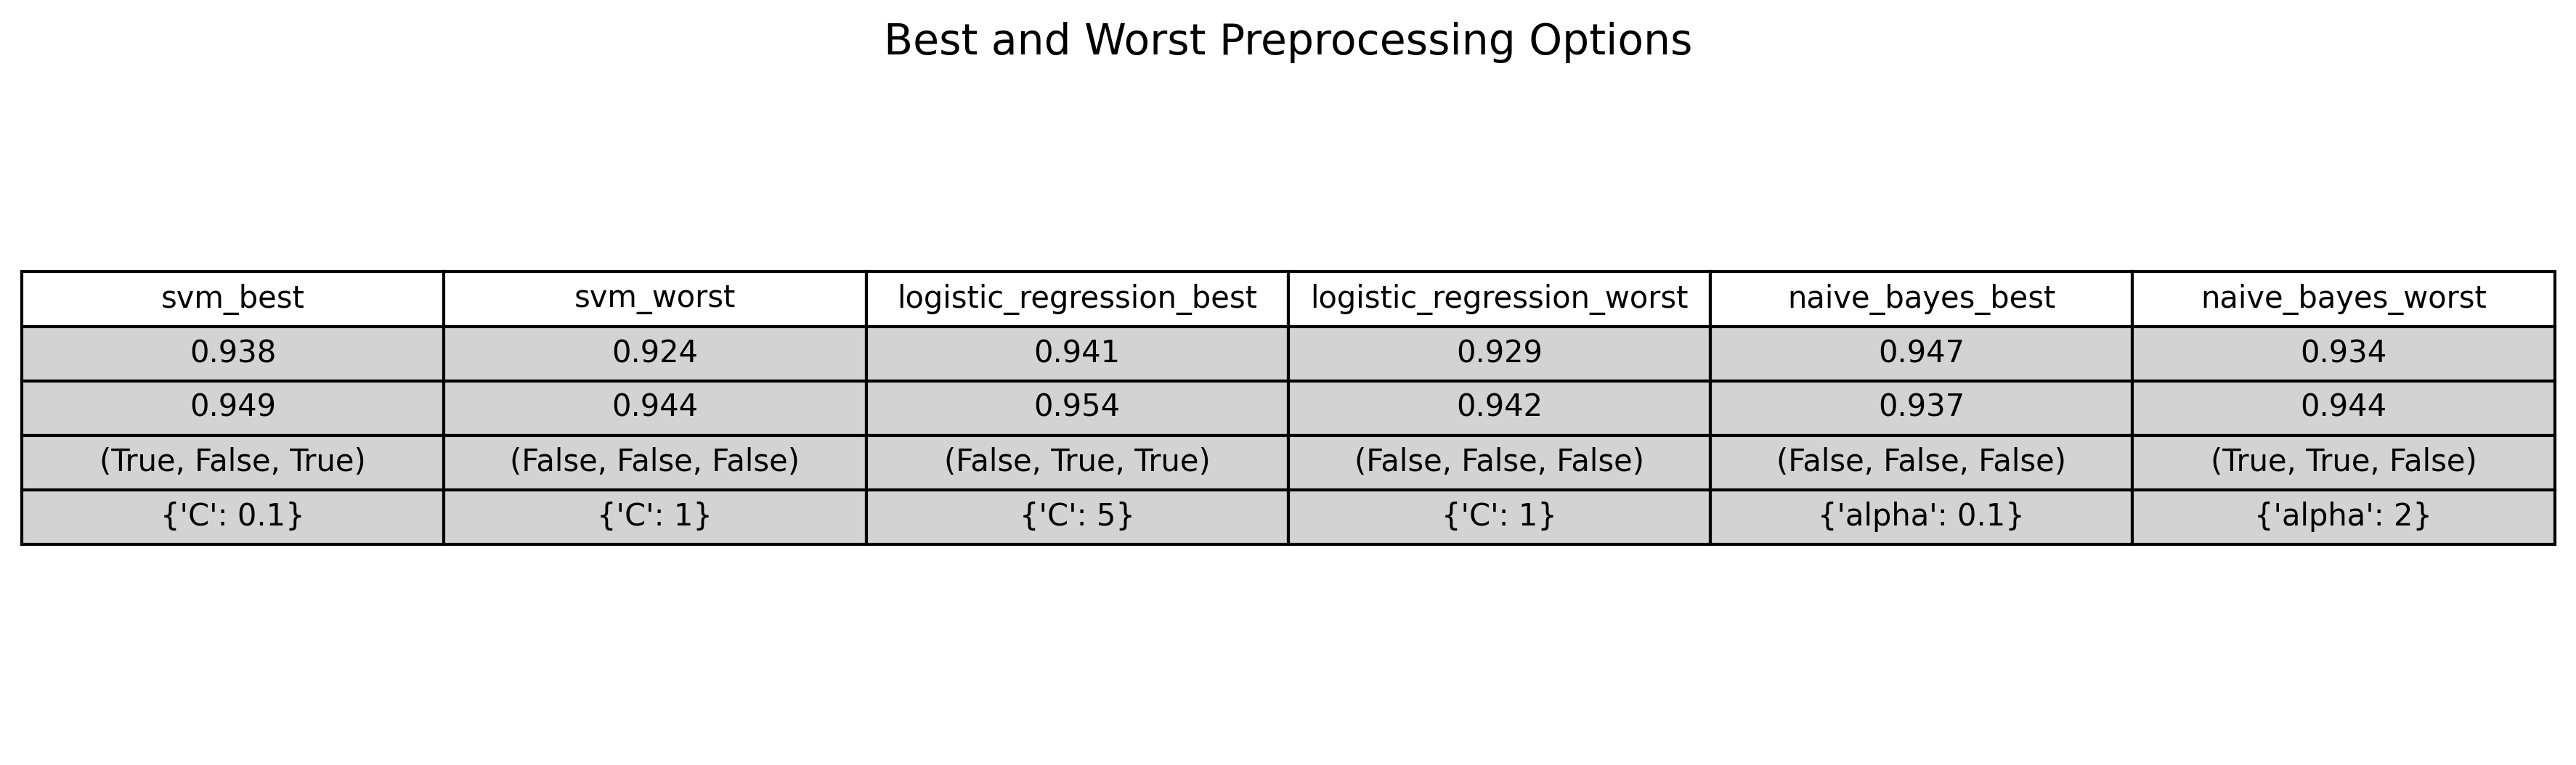 Best and Worst Preprocessing Options
svm_best svm_worst logistic_regression_best logistic_regression_worst naive_bayes_best naive_bayes_worst
0.938 0.924 0.941 0.929 0.947 0.934
0.949 0.944 0.954 0.942 0.937 0.944
(True, False, True) (False, False, False) (False, True, True) (False, False, False) (False, False, False) (True, True, False)
{'C': 0.1} {'C': 1} {'C': 5} {'C': 1} {'alpha': 0.1} {'alpha': 2}